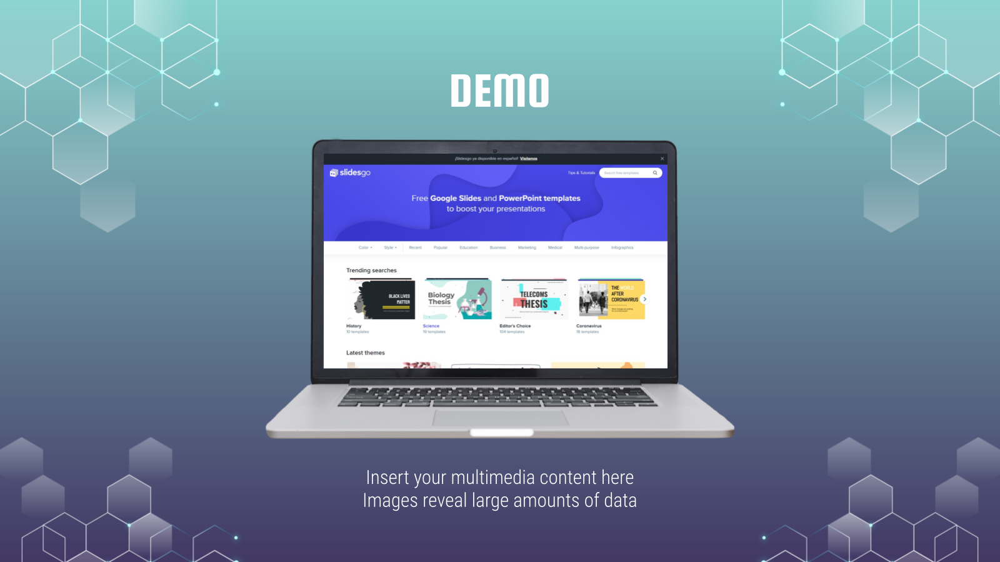 DEMO
¡Slidesgo ya disponible en español! Visítanos
slidesgo
Tips & Tutorials
Search free templates
Free Google Slides and PowerPoint templates
to boost your presentations
Color
Style
Recent
Popular
Education
Business
Marketing
Medical
Multi-purpose
Infographics
Trending searches
BLACK LIVES
MATTER
Biology
Thesis
TELECOMS
THESIS
THE WORLD
AFTER
CORONAVIRUS
History
10 templates
Science
19 templates
Editor's Choice
104 templates
Coronavirus
18 templates
Latest themes
Insert your multimedia content here
Images reveal large amounts of data